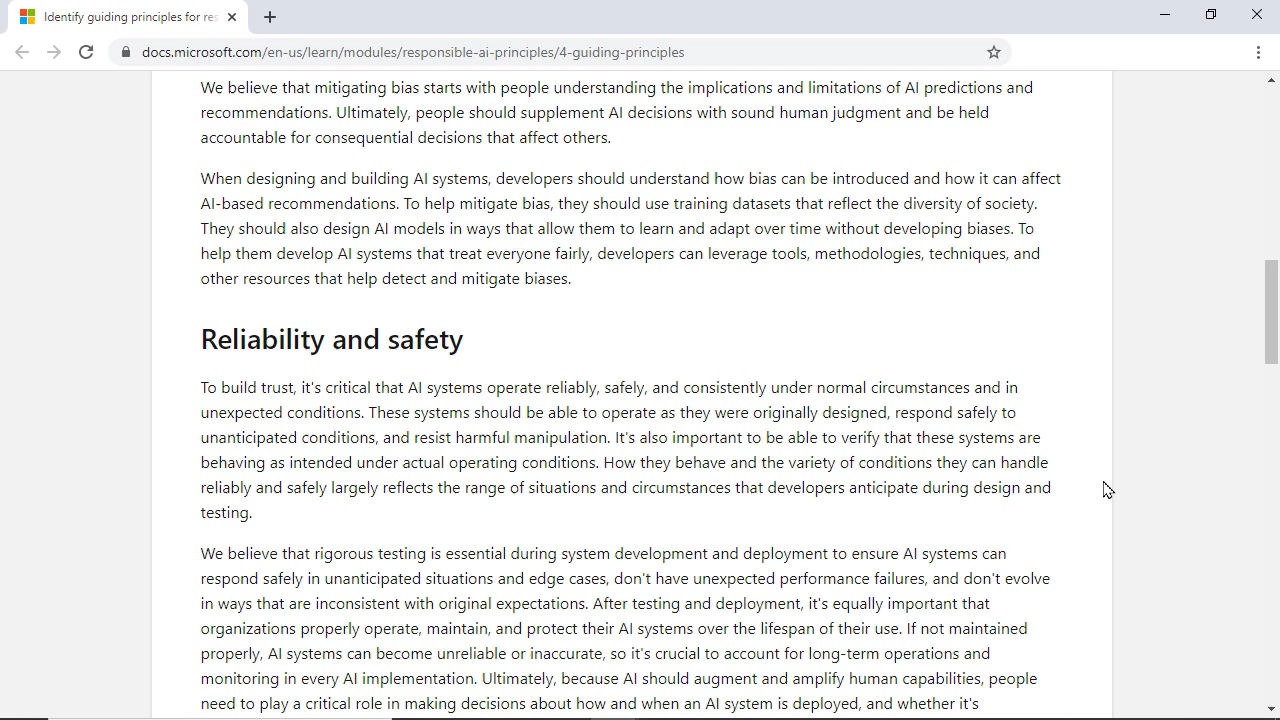 Identify guiding principles for res
docs.microsoft.com/en-us/learn/modules/responsible-ai-principles/4-guiding-principles
We believe that mitigating bias starts with people understanding the implications and limitations of AI predictions and
recommendations. Ultimately, people should supplement AI decisions with sound human judgment and be held
accountable for consequential decisions that affect others.
When designing and building AI systems, developers should understand how bias can be introduced and how it can affect
AI-based recommendations. To help mitigate bias, they should use training datasets that reflect the diversity of society.
They should also design AI models in ways that allow them to learn and adapt over time without developing biases. To
help them develop AI systems that treat everyone fairly, developers can leverage tools, methodologies, techniques, and
other resources that help detect and mitigate biases.
Reliability and safety
To build trust, it's critical that AI systems operate reliably, safely, and consistently under normal circumstances and in
unexpected conditions. These systems should be able to operate as they were originally designed, respond safely to
unanticipated conditions, and resist harmful manipulation. It's also important to be able to verify that these systems are
behaving as intended under actual operating conditions. How they behave and the variety of conditions they can handle
reliably and safely largely reflects the range of situations and circumstances that developers anticipate during design and
testing.
We believe that rigorous testing is essential during system development and deployment to ensure AI systems can
respond safely in unanticipated situations and edge cases, don't have unexpected performance failures, and don't evolve
in ways that are inconsistent with original expectations. After testing and deployment, it's equally important that
organizations properly operate, maintain, and protect their AI systems over the lifespan of their use. If not maintained
properly, AI systems can become unreliable or inaccurate, so it's crucial to account for long-term operations and
monitoring in every AI implementation. Ultimately, because AI should augment and amplify human capabilities, people
need to play a critical role in making decisions about how and when an AI system is deployed, and whether it's